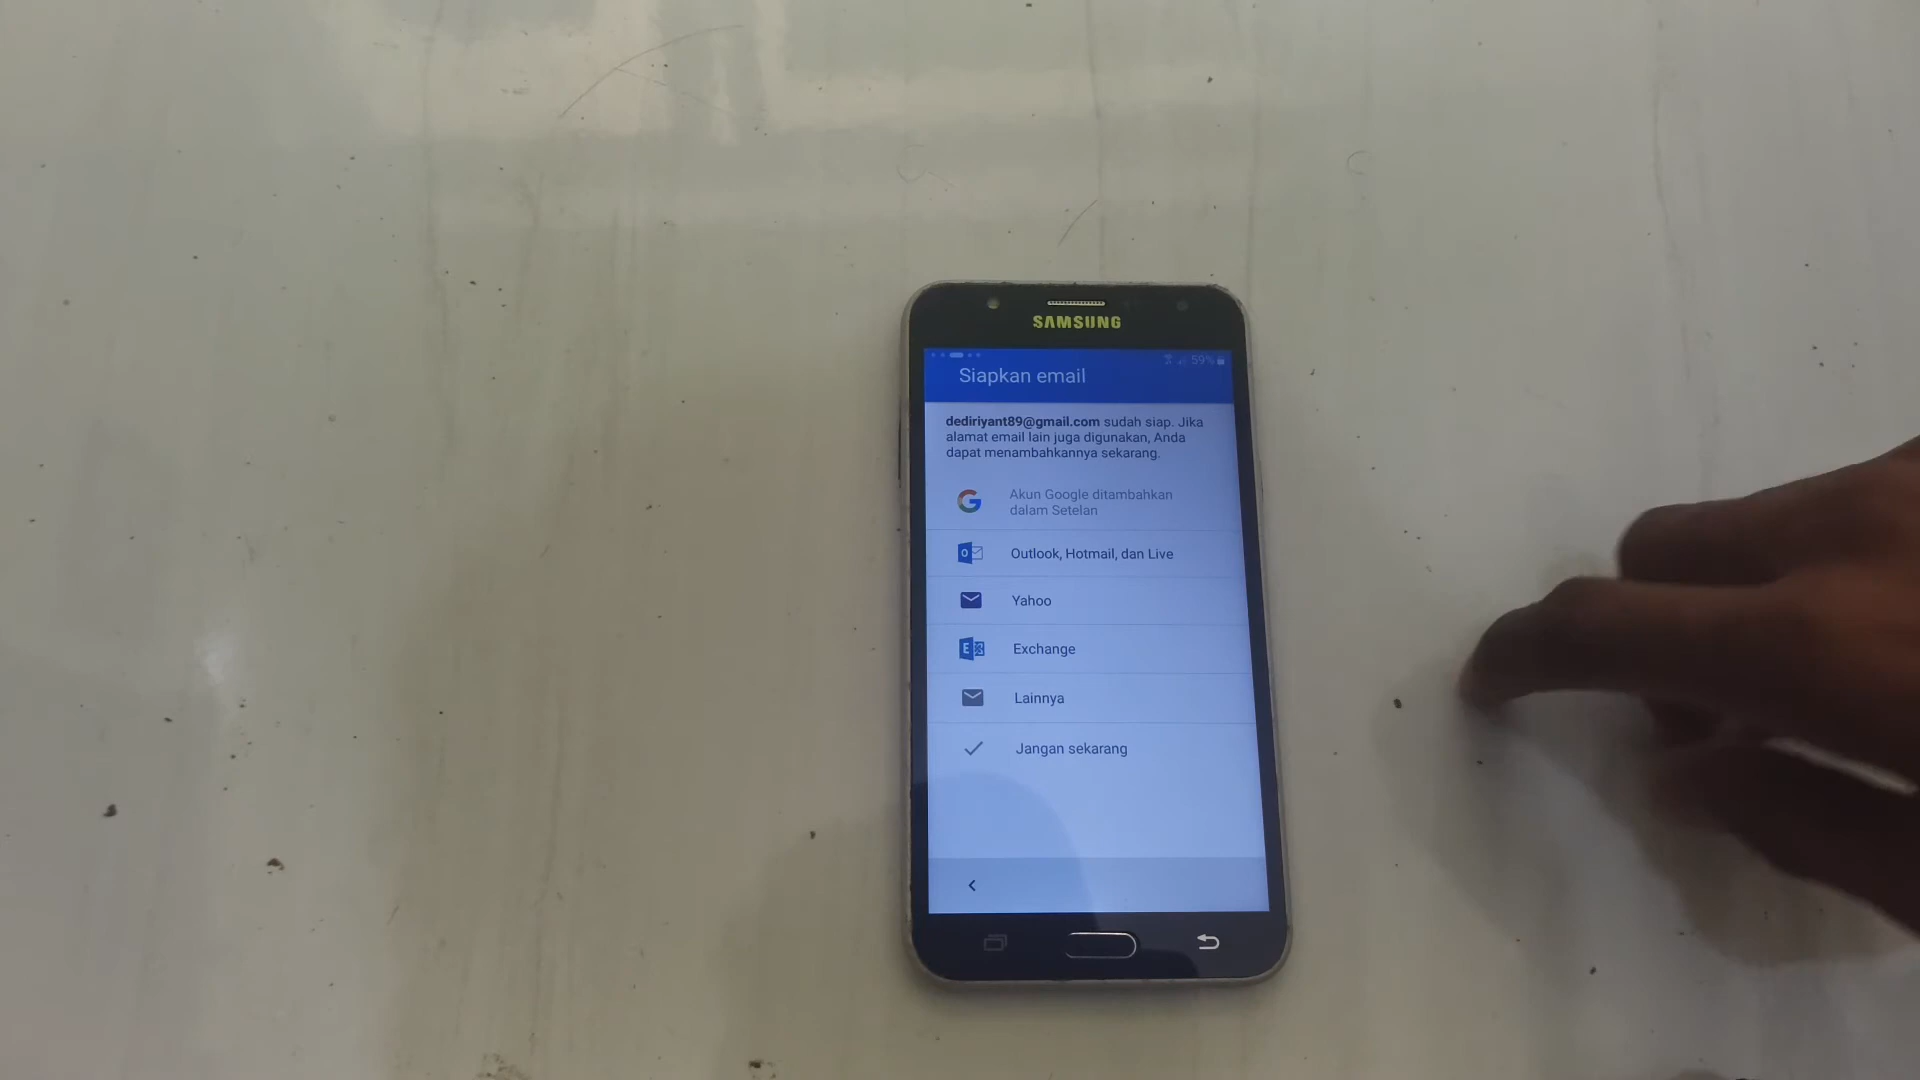 SAMSUNG
59%
Siapkan email
dediriyant89@gmail.com sudah siap. Jika
alamat email lain juga digunakan, Anda
dapat menambahkannya sekarang.
Akun Google ditambahkan
dalam Setelan
Outlook, Hotmail, dan Live
Yahoo
Exchange
Lainnya
Jangan sekarang